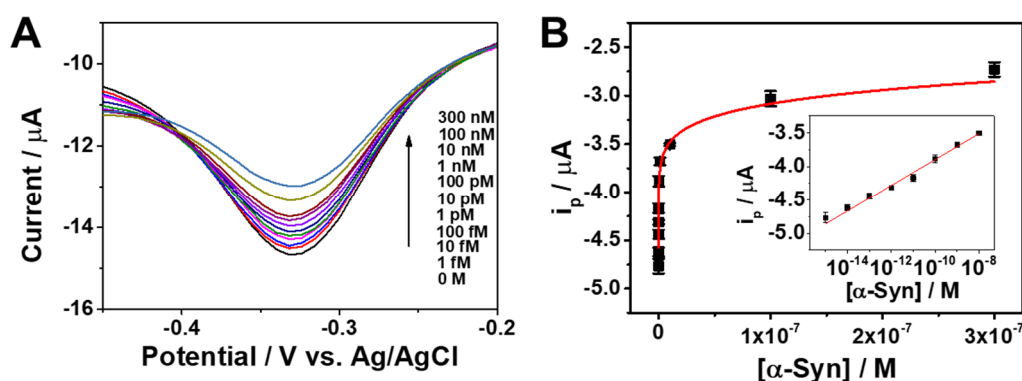 A
-10
-12
-14
-16
Current / μA
-0.4
-0.3
-0.2
Potential / V vs. Ag/AgCl
300 nM
100 nM
10 nM
1 nM
100 pM
10 pM
1 pM
100 fM
10 fM
1 fM
0 M
B
-2.5
-3.0
-3.5
-4.0
-4.5
-5.0
iₚ / μA
0
1x10⁻⁷
2x10⁻⁷
3x10⁻⁷
[α-Syn] / M
-3.5
-4.0
-4.5
-5.0
iₚ / μA
10⁻¹⁴
10⁻¹²
10⁻¹⁰
10⁻⁸
[α-Syn] / M